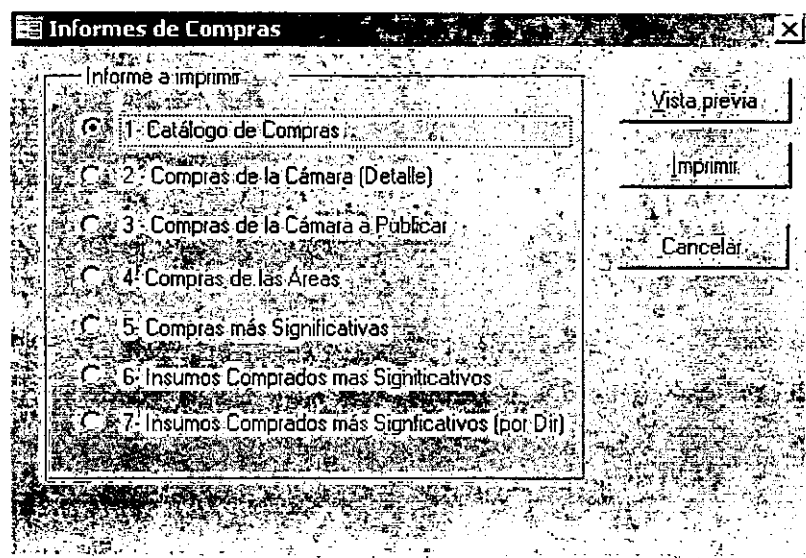 Informes de Compras
Informe a imprimir
1- Catálogo de Compras
2- Compras de la Cámara (Detalle)
3- Compras de la Cámara a Publicar
4- Compras de las Áreas
5- Compras más Significativas
6- Insumos Comprados mas Significativos
7- Insumos Comprados más Signficativos (por Dir)
Vista previa
Imprimir
Cancelar